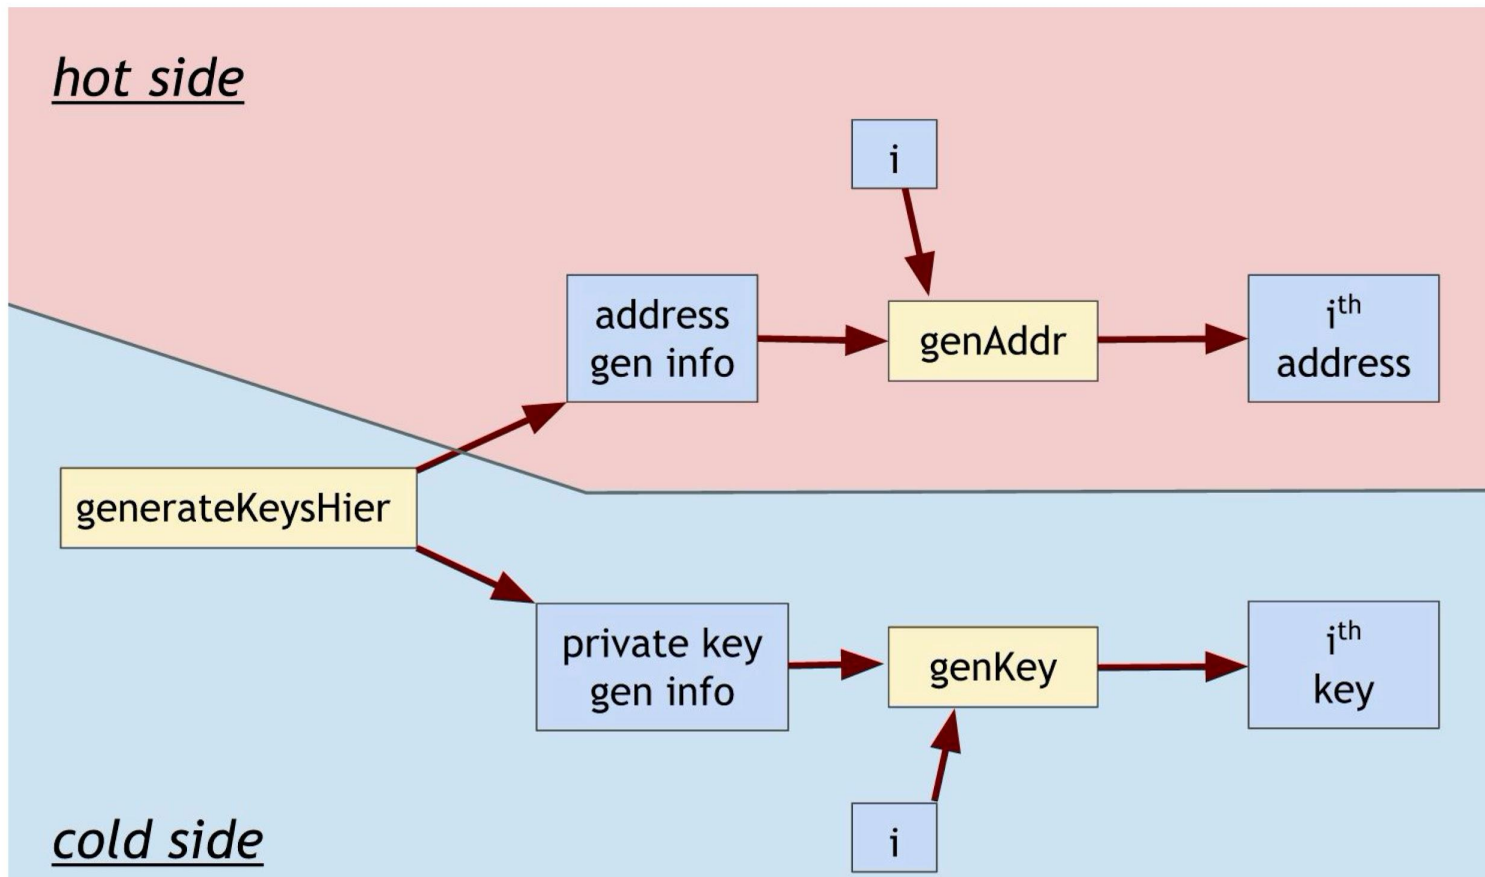 hot side
i
address
gen info
genAddr
iᵗʰ
address
generateKeysHier
private key
gen info
genKey
iᵗʰ
key
i
cold side